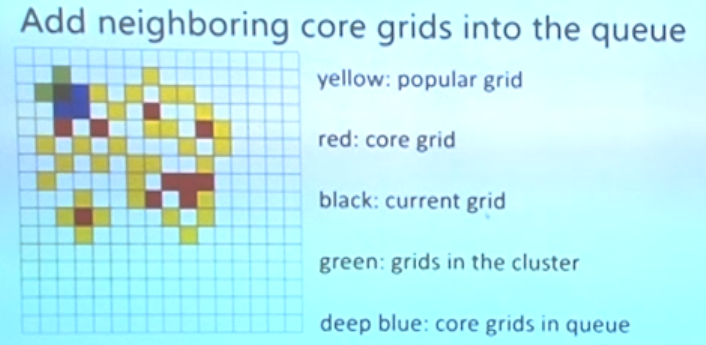 Add neighboring core grids into the queue
yellow: popular grid
red: core grid
black: current grid
green: grids in the cluster
deep blue: core grids in queue